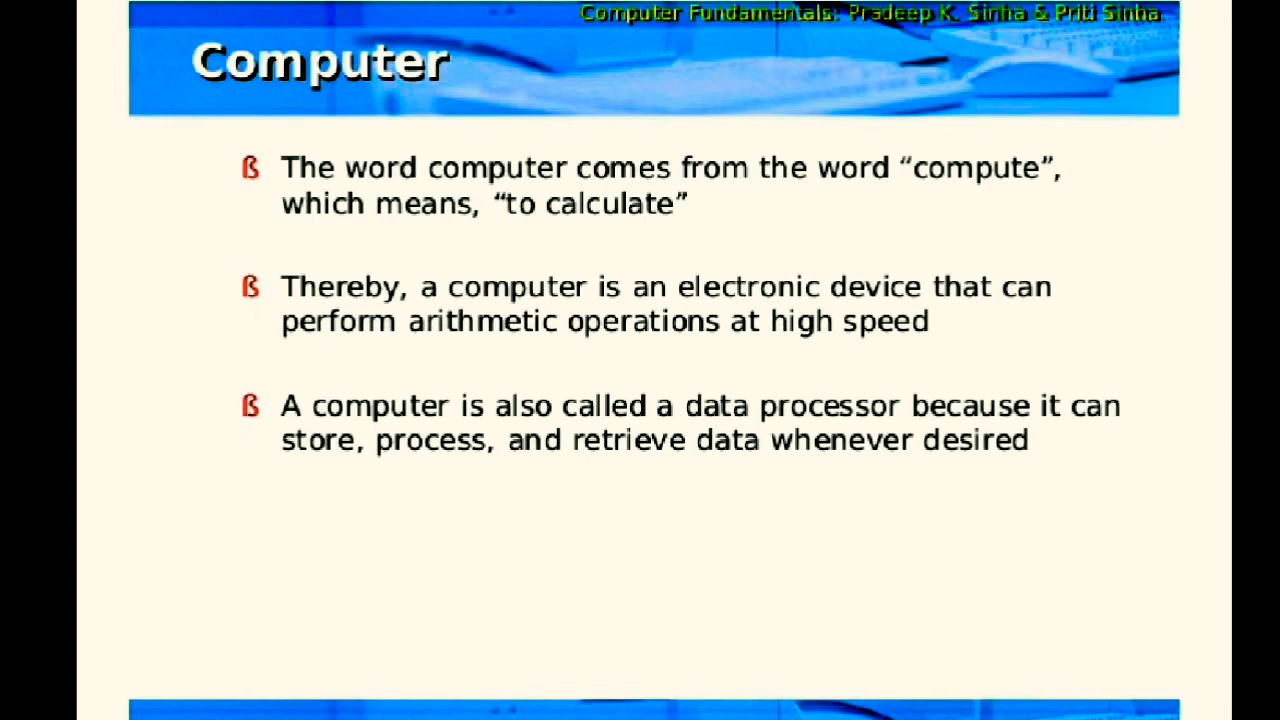 Computer Fundamentals: Pradeep K. Sinha & Priti Sinha
Computer
ß The word computer comes from the word “compute”,
which means, “to calculate”
ß Thereby, a computer is an electronic device that can
perform arithmetic operations at high speed
ß A computer is also called a data processor because it can
store, process, and retrieve data whenever desired